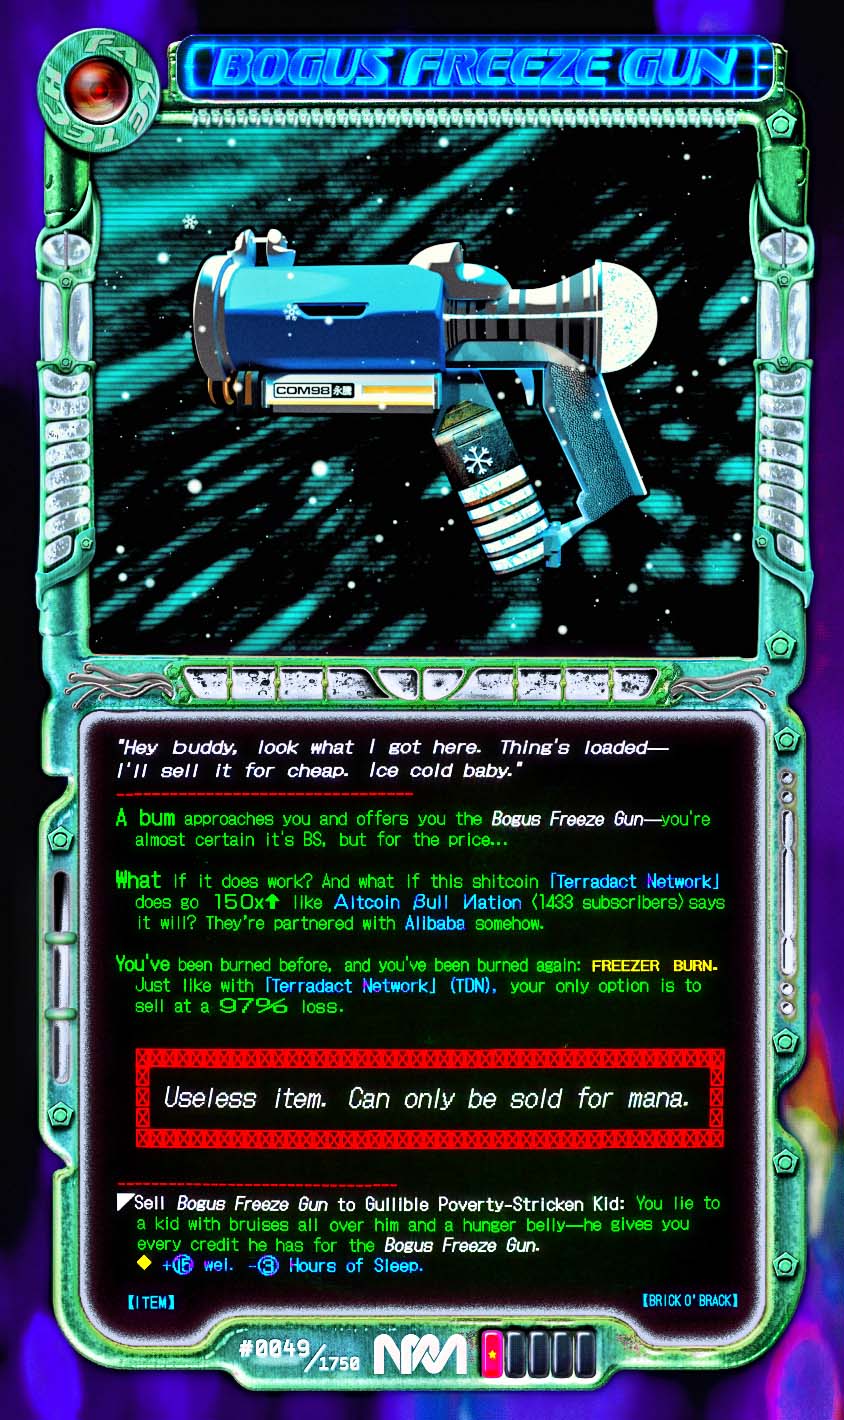 FAKE TECH
BOGUS FREEZE GUN
COM98 永騰
"Hey buddy, look what I got here. Thing's loaded—
I'll sell it for cheap. Ice cold baby."
A bum approaches you and offers you the Bogus Freeze Gun—you're
almost certain it's BS, but for the price...
What if it does work? And what if this shitcoin 「Terradact Network」
does go 150x↑ like Altcoin Bull Nation (1433 subscribers) says
it will? They're partnered with Alibaba somehow.
You've been burned before, and you've been burned again: FREEZER BURN.
Just like with 「Terradact Network」 (TDN), your only option is to
sell at a 97% loss.
Useless item. Can only be sold for mana.
Sell Bogus Freeze Gun to Gullible Poverty-Stricken Kid: You lie to
a kid with bruises all over him and a hunger belly—he gives you
every credit he has for the Bogus Freeze Gun.
+⑮ wei. -③ Hours of Sleep.
【ITEM】 【BRICK O' BRACK】
#0049/1750 NPM